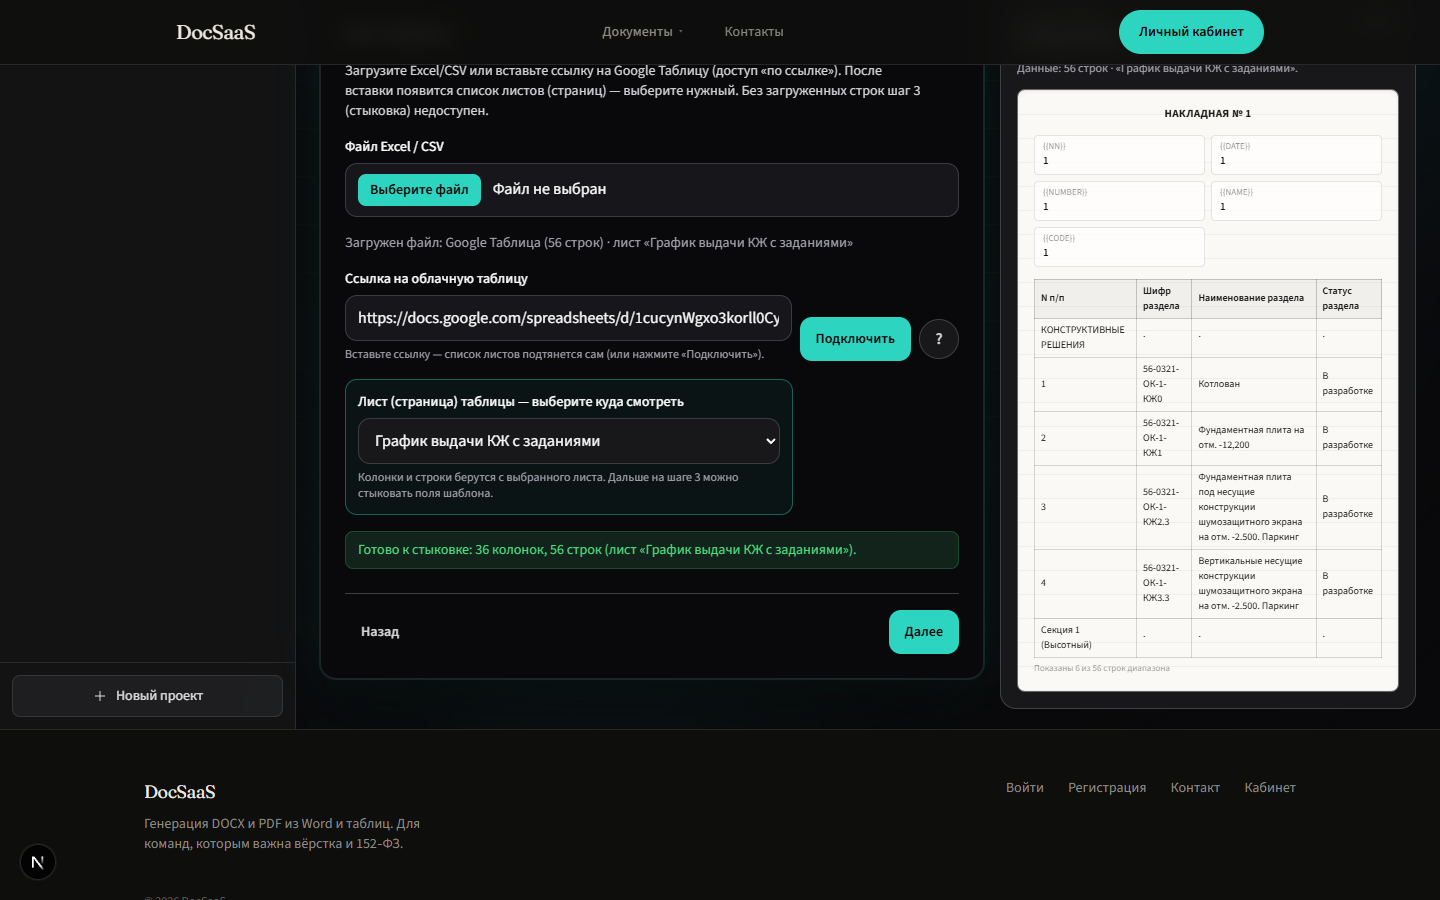 DocSaaS
Документы
Контакты
Личный кабинет
Загрузите Excel/CSV или вставьте ссылку на Google Таблицу (доступ «по ссылке»). После
вставки появится список листов (страниц) — выберите нужный. Без загруженных строк шаг 3
(стыковка) недоступен.
Файл Excel / CSV
Выберите файл
Файл не выбран
Загружен файл: Google Таблица (56 строк) · лист «График выдачи КЖ с заданиями»
Ссылка на облачную таблицу
https://docs.google.com/spreadsheets/d/1cucynWgxo3korll0Cy
Подключить
?
Вставьте ссылку — список листов подтянется сам (или нажмите «Подключить»).
Лист (страница) таблицы — выберите куда смотреть
График выдачи КЖ с заданиями
Колонки и строки берутся с выбранного листа. Дальше на шаге 3 можно
стыковать поля шаблона.
Готово к стыковке: 36 колонок, 56 строк (лист «График выдачи КЖ с заданиями»).
Назад
Далее
Новый проект
Данные: 56 строк · «График выдачи КЖ с заданиями».
НАКЛАДНАЯ № 1
{{NN}}
1
{{DATE}}
1
{{NUMBER}}
1
{{NAME}}
1
{{CODE}}
1
N п/п
Шифр
раздела
Наименование раздела
Статус
раздела
КОНСТРУКТИВНЫЕ
РЕШЕНИЯ
.
.
.
1
56-0321-
ОК-1-
КЖ0
Котлован
В
разработке
2
56-0321-
ОК-1-
КЖ1
Фундаментная плита на
отм. -12,200
В
разработке
3
56-0321-
ОК-1-
КЖ2.3
Фундаментная плита
под несущие
конструкции
шумозащитного экрана
на отм. -2.500. Паркинг
В
разработке
4
56-0321-
ОК-1-
КЖ3.3
Вертикальные несущие
конструкции
шумозащитного экрана
на отм. -2.500. Паркинг
В
разработке
Секция 1
(Высотный)
.
.
.
Показаны 6 из 56 строк диапазона
DocSaaS
Генерация DOCX и PDF из Word и таблиц. Для
команд, которым важна вёрстка и 152-ФЗ.
Войти
Регистрация
Контакт
Кабинет
N
© 2026 DocSaaS